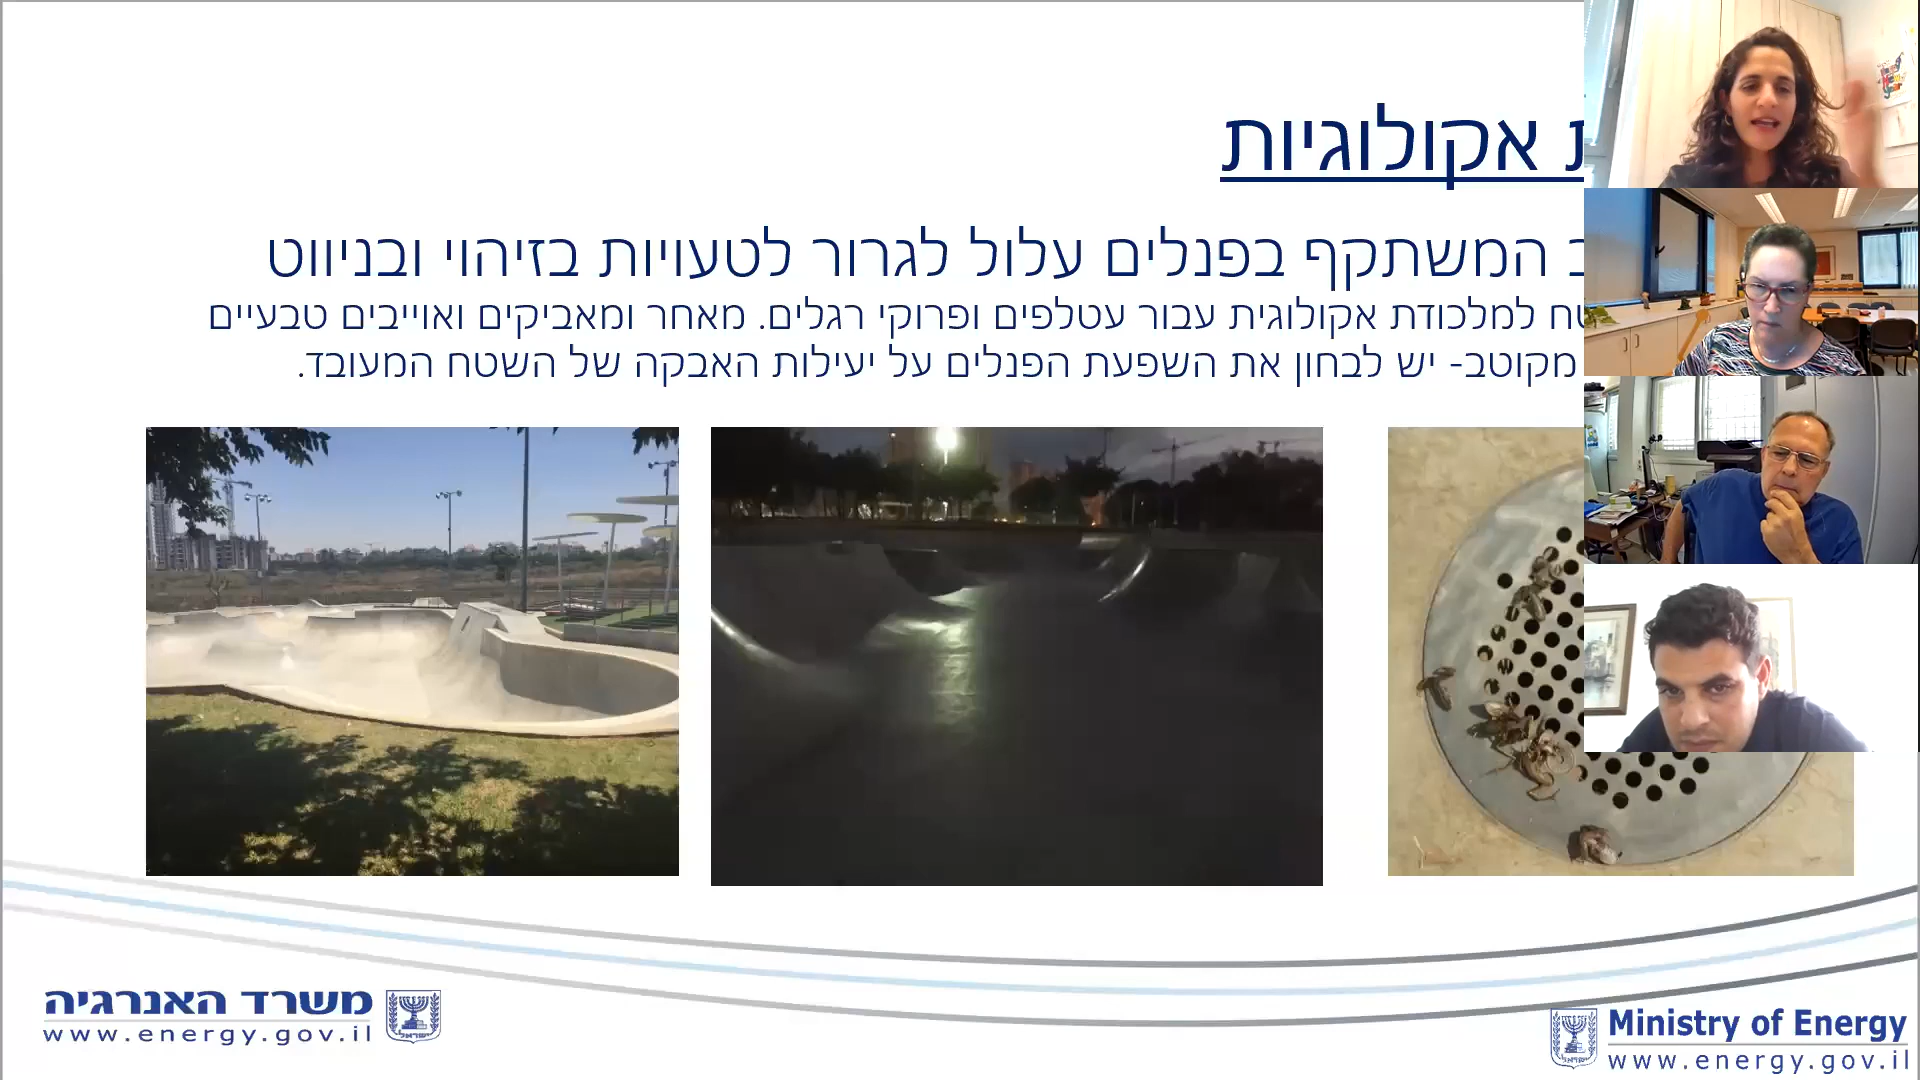 אקולוגיות
המשתקף בפנלים עלול לגרור לטעויות בזיהוי ובניווט
למלכודת אקולוגית עבור עטלפים ופרוקי רגלים. מאחר ומאביקים ואוייבים טבעיים
מקוטב- יש לבחון את השפעת הפנלים על יעילות האבקה של השטח המעובד.
משרד האנרגיה
www.energy.gov.il
Ministry of Energy
www.energy.gov.il